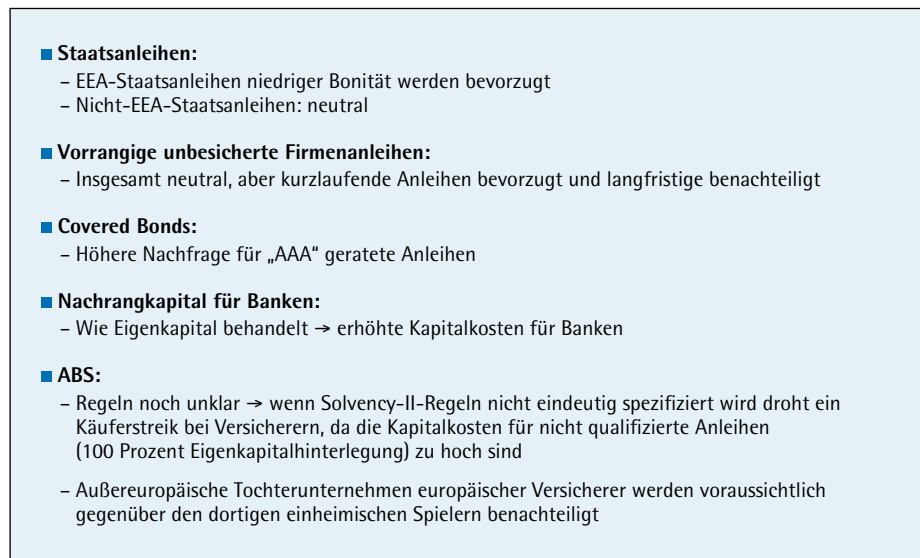 ■ Staatsanleihen:
– EEA-Staatsanleihen niedriger Bonität werden bevorzugt
– Nicht-EEA-Staatsanleihen: neutral
■ Vorrangige unbesicherte Firmenanleihen:
– Insgesamt neutral, aber kurzlaufende Anleihen bevorzugt und langfristige benachteiligt
■ Covered Bonds:
– Höhere Nachfrage für „AAA“ geratete Anleihen
■ Nachrangkapital für Banken:
– Wie Eigenkapital behandelt → erhöhte Kapitalkosten für Banken
■ ABS:
– Regeln noch unklar → wenn Solvency-II-Regeln nicht eindeutig spezifiziert wird droht ein
Käuferstreik bei Versicherern, da die Kapitalkosten für nicht qualifizierte Anleihen
(100 Prozent Eigenkapitalhinterlegung) zu hoch sind
– Außereuropäische Tochterunternehmen europäischer Versicherer werden voraussichtlich
gegenüber den dortigen einheimischen Spielern benachteiligt